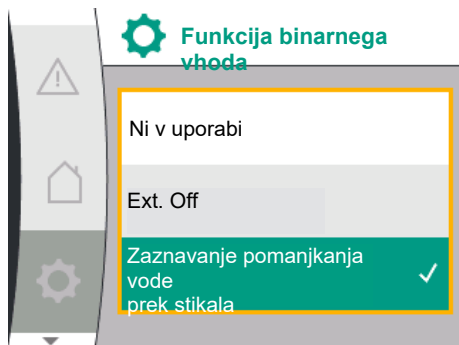 Funkcija binarnega
vhoda
Ni v uporabi
Ext. Off
Zaznavanje pomanjkanja
vode
prek stikala